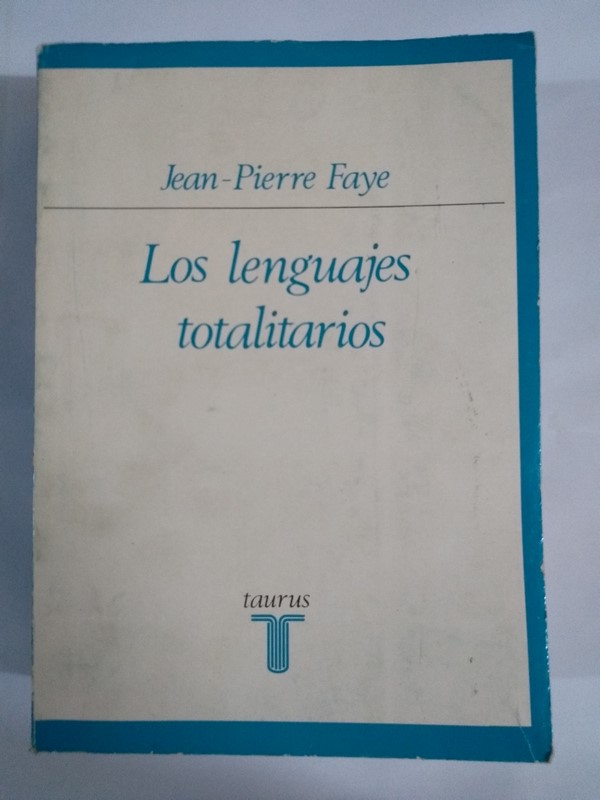 Jean-Pierre Faye
Los lenguajes
totalitarios
taurus